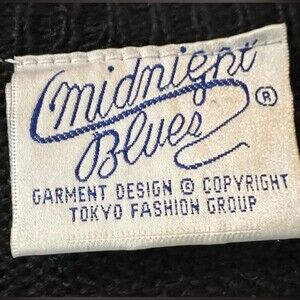 midnight
Blues ®
GARMENT DESIGN © COPYRIGHT
TOKYO FASHION GROUP